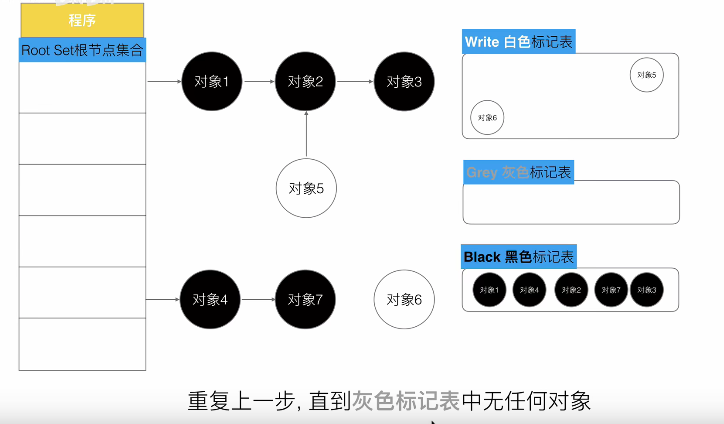 程序
Root Set根节点集合
对象1
对象2
对象3
对象5
对象4
对象7
对象6
Write 白色标记表
对象5
对象6
Grey 灰色标记表
Black 黑色标记表
对象1
对象4
对象2
对象7
对象3
重复上一步, 直到灰色标记表中无任何对象